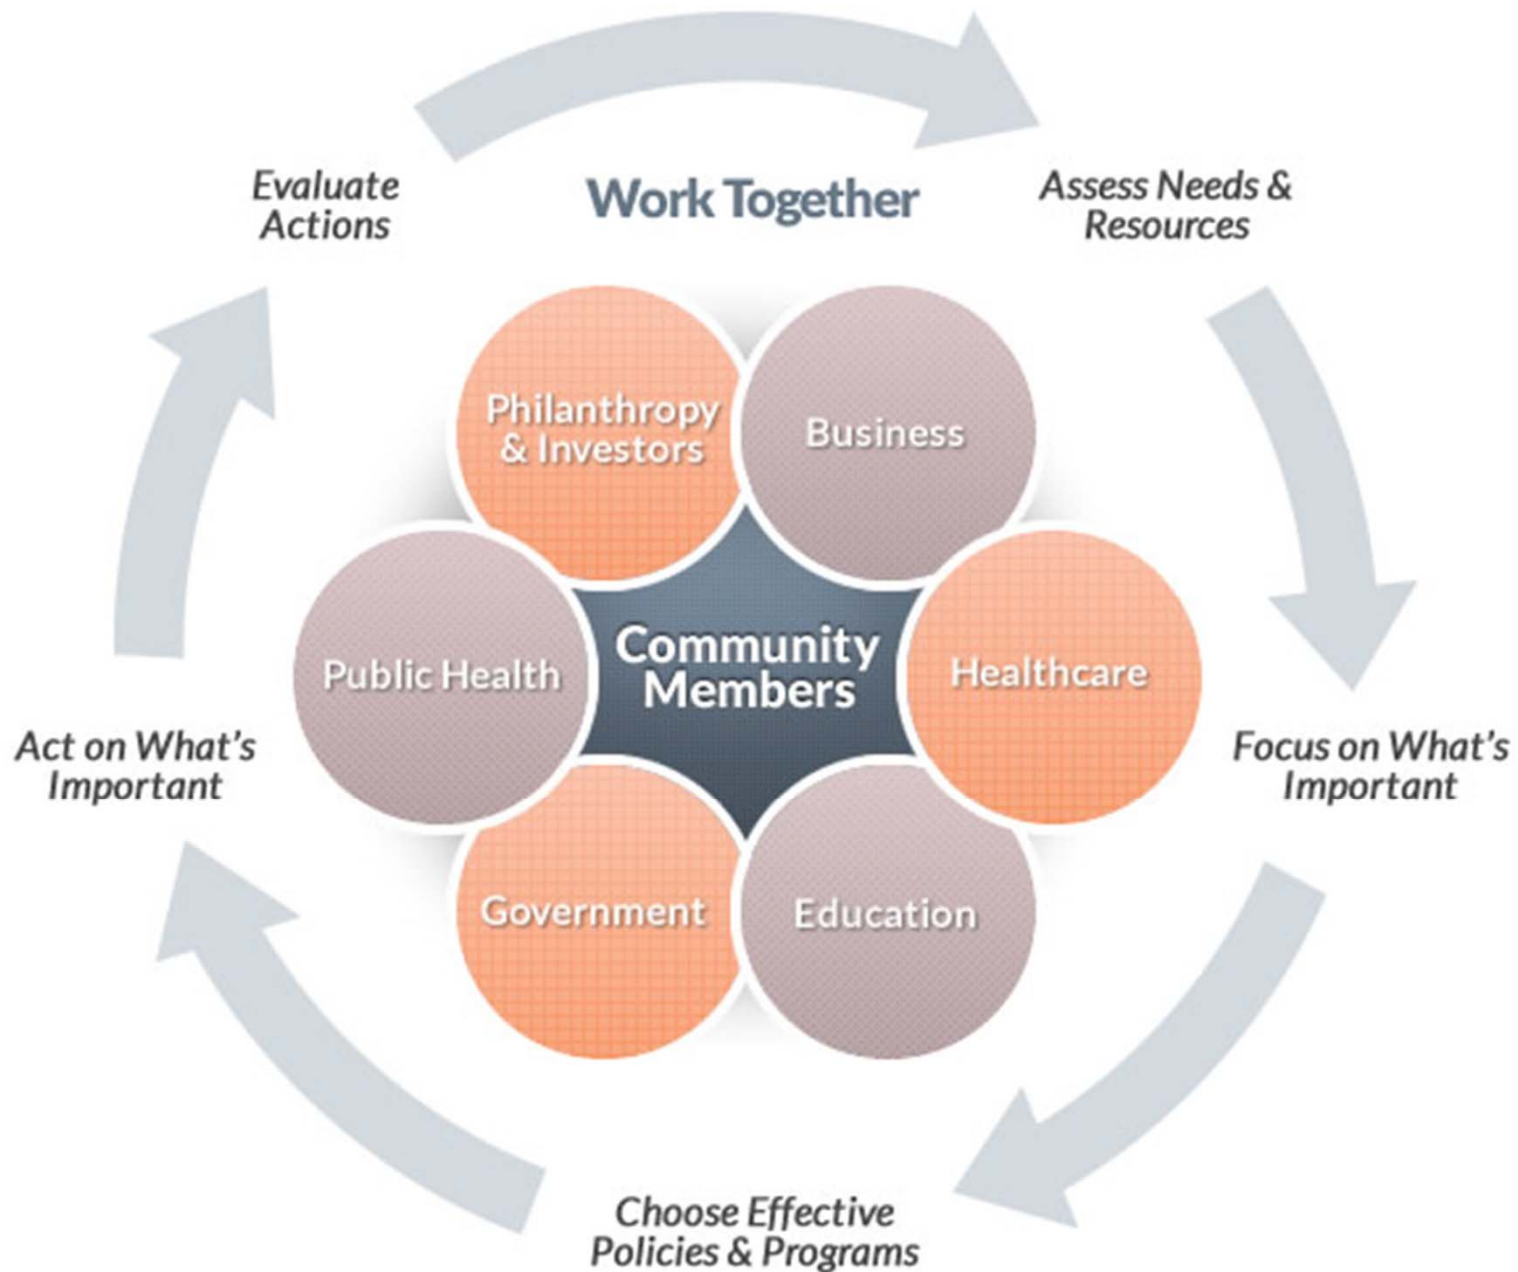 Evaluate
Actions
Work Together
Assess Needs &
Resources
Philanthropy
& Investors
Business
Public Health
Community
Members
Healthcare
Act on What’s
Important
Focus on What’s
Important
Government
Education
Choose Effective
Policies & Programs